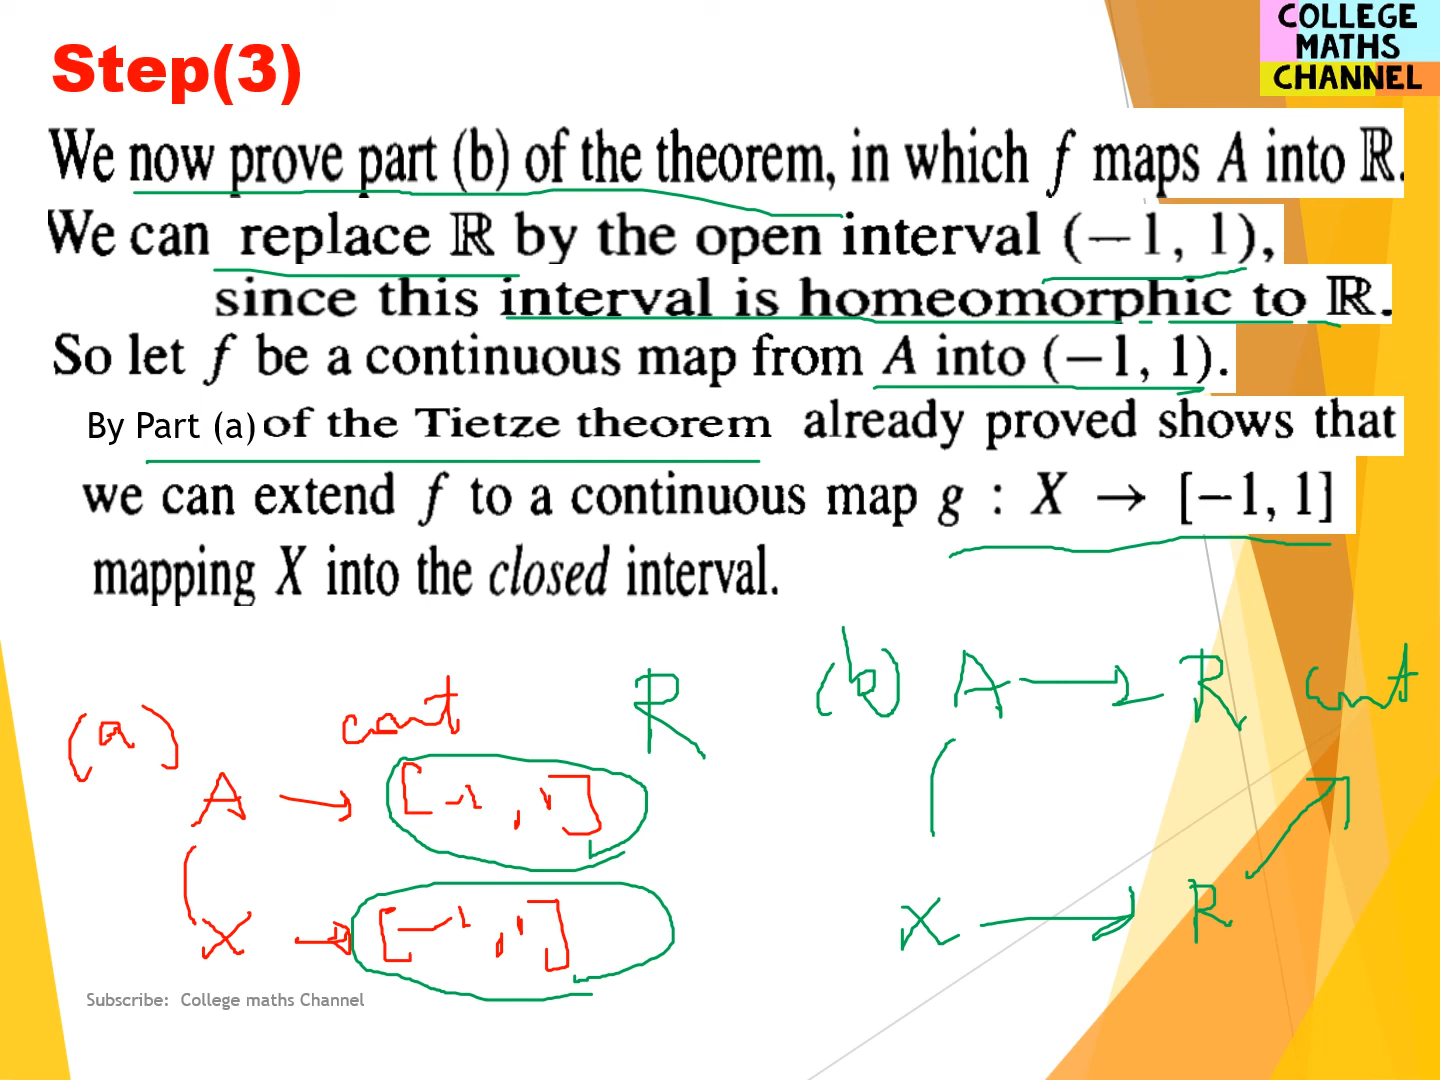 COLLEGE
MATHS
CHANNEL
Step(3)
We now prove part (b) of the theorem, in which f maps A into ℝ.
We can replace ℝ by the open interval (−1, 1),
since this interval is homeomorphic to ℝ.
So let f be a continuous map from A into (−1, 1).
By Part (a) of the Tietze theorem already proved shows that
we can extend f to a continuous map g : X → [−1, 1]
mapping X into the closed interval.
(a) cont R
A → [-1, 1]
X → [-1, 1]
(b) A → R cont
X → R
Subscribe: College maths Channel